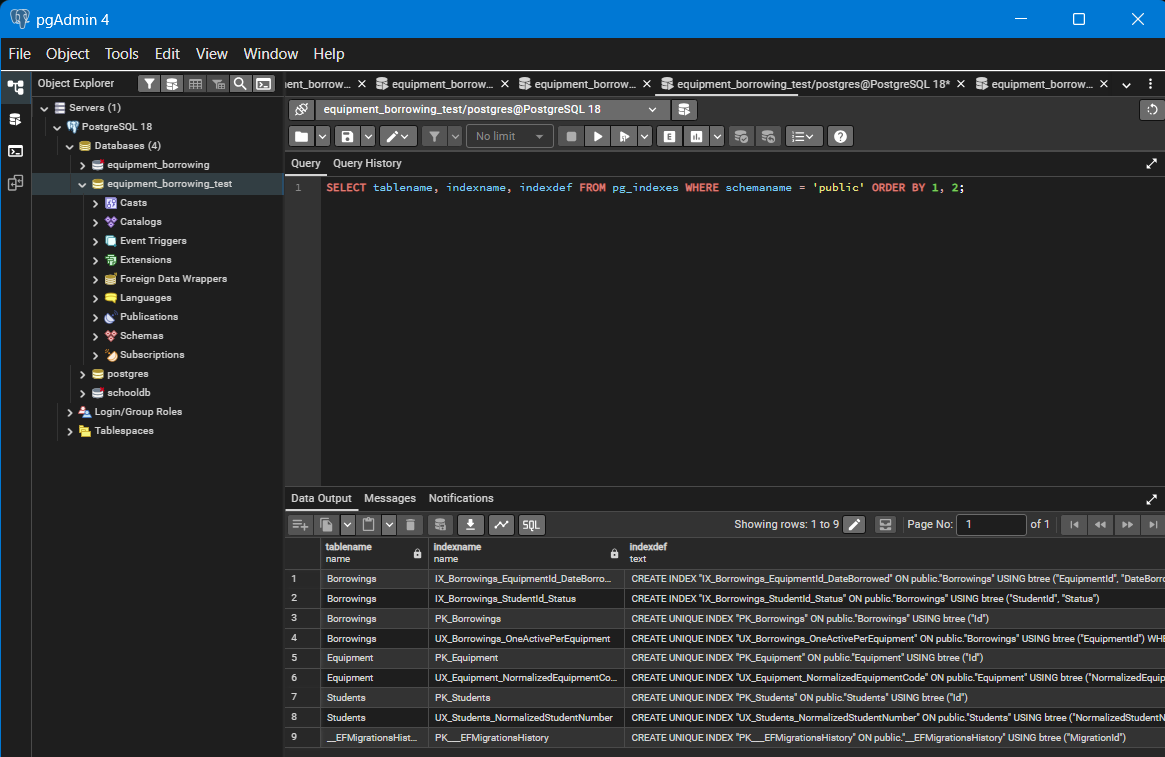 pgAdmin 4
File Object Tools Edit View Window Help
Object Explorer
ent_borrow... equipment_borrow... equipment_borrow... equipment_borrowing_test/postgres@PostgreSQL 18* equipment_borrow...
Servers (1)
PostgreSQL 18
Databases (4)
equipment_borrowing
equipment_borrowing_test
Casts
Catalogs
Event Triggers
Extensions
Foreign Data Wrappers
Languages
Publications
Schemas
Subscriptions
postgres
schooldb
Login/Group Roles
Tablespaces
equipment_borrowing_test/postgres@PostgreSQL 18
No limit E
Query Query History
1 SELECT tablename, indexname, indexdef FROM pg_indexes WHERE schemaname = 'public' ORDER BY 1, 2;
Data Output Messages Notifications
SQL Showing rows: 1 to 9 Page No: 1 of 1
tablename indexname indexdef
name name text
1 Borrowings IX_Borrowings_EquipmentId_DateBorro... CREATE INDEX "IX_Borrowings_EquipmentId_DateBorrowed" ON public."Borrowings" USING btree ("EquipmentId", "DateBorro
2 Borrowings IX_Borrowings_StudentId_Status CREATE INDEX "IX_Borrowings_StudentId_Status" ON public."Borrowings" USING btree ("StudentId", "Status")
3 Borrowings PK_Borrowings CREATE UNIQUE INDEX "PK_Borrowings" ON public."Borrowings" USING btree ("Id")
4 Borrowings UX_Borrowings_OneActivePerEquipment CREATE UNIQUE INDEX "UX_Borrowings_OneActivePerEquipment" ON public."Borrowings" USING btree ("EquipmentId") WHE
5 Equipment PK_Equipment CREATE UNIQUE INDEX "PK_Equipment" ON public."Equipment" USING btree ("Id")
6 Equipment UX_Equipment_NormalizedEquipmentCo... CREATE UNIQUE INDEX "UX_Equipment_NormalizedEquipmentCode" ON public."Equipment" USING btree ("NormalizedEquip
7 Students PK_Students CREATE UNIQUE INDEX "PK_Students" ON public."Students" USING btree ("Id")
8 Students UX_Students_NormalizedStudentNumber CREATE UNIQUE INDEX "UX_Students_NormalizedStudentNumber" ON public."Students" USING btree ("NormalizedStudentN
9 __EFMigrationsHist... PK___EFMigrationsHistory CREATE UNIQUE INDEX "PK___EFMigrationsHistory" ON public."__EFMigrationsHistory" USING btree ("MigrationId")